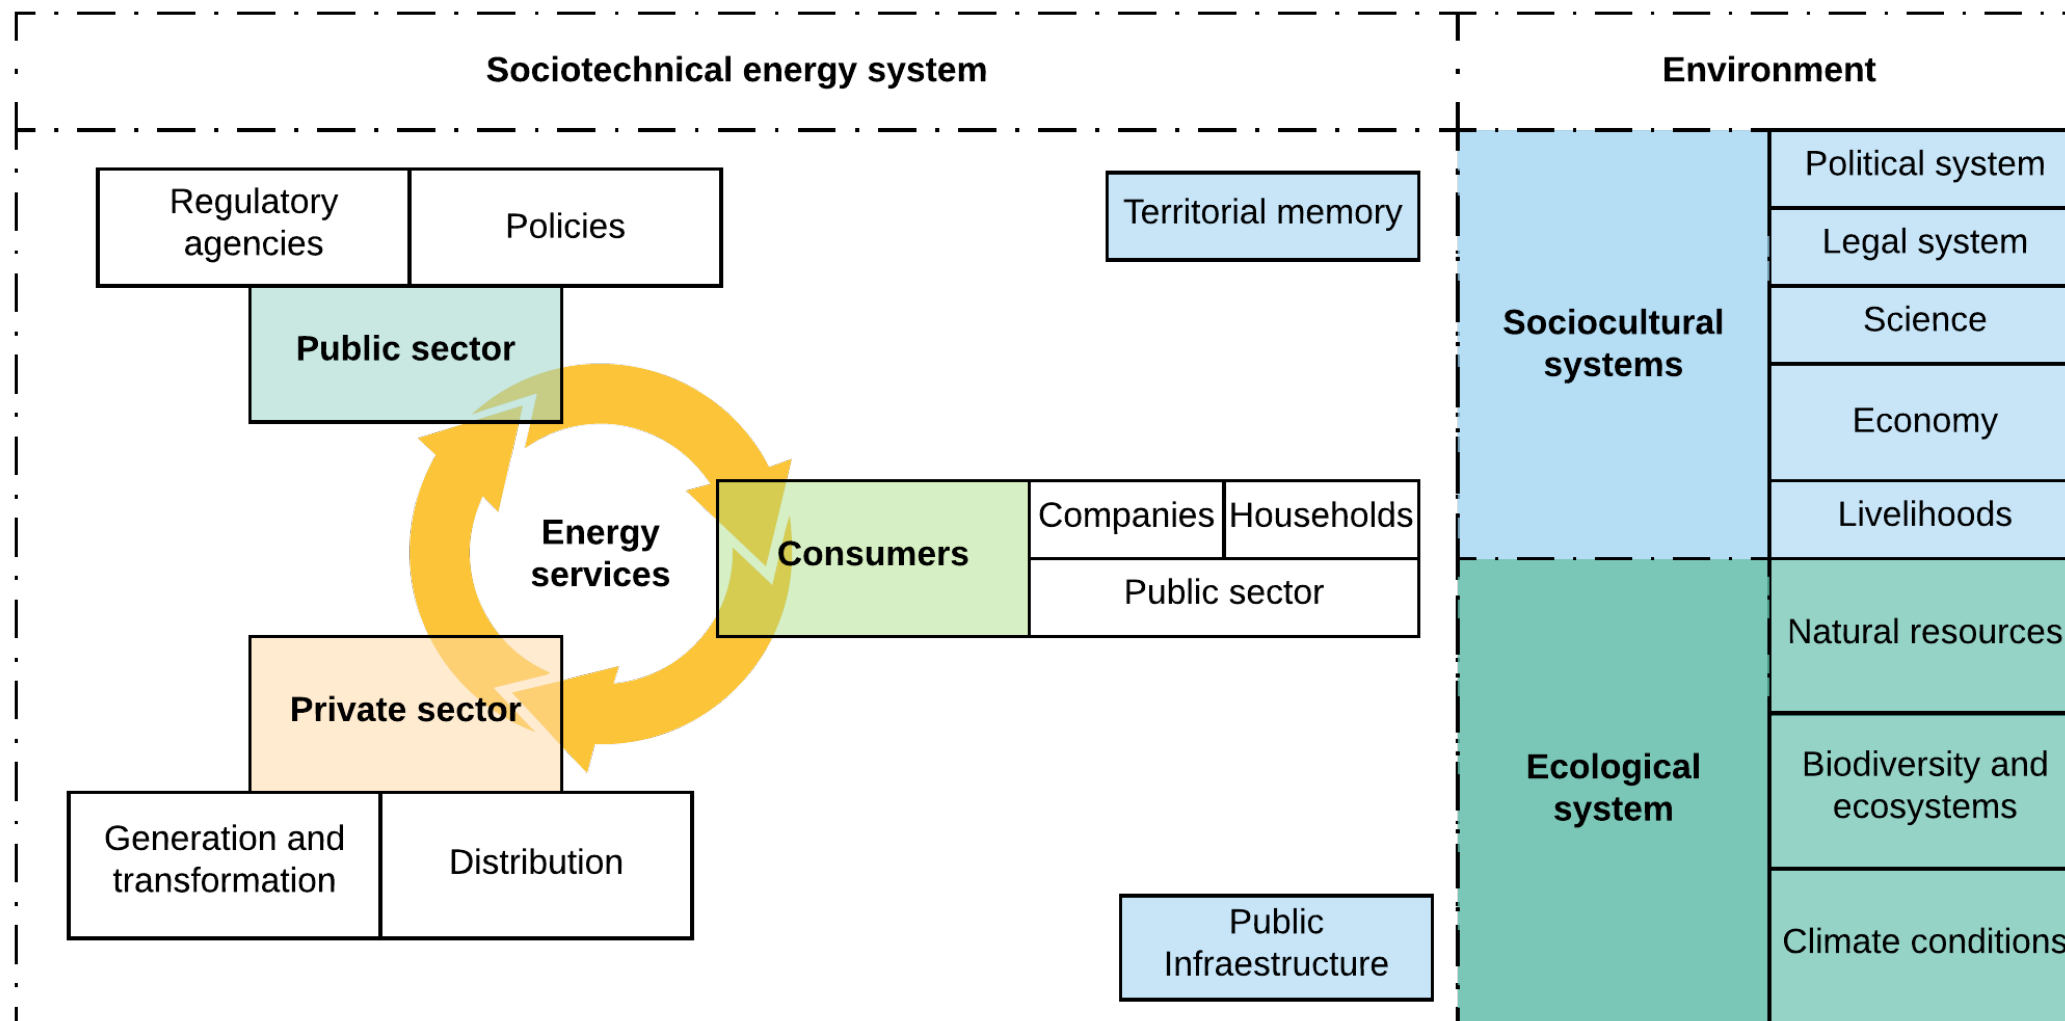 Sociotechnical energy system
Environment
Regulatory
agencies
Policies
Public sector
Territorial memory
Energy
services
Consumers
Companies
Households
Public sector
Private sector
Generation and
transformation
Distribution
Public
Infraestructure
Sociocultural
systems
Political system
Legal system
Science
Economy
Livelihoods
Ecological
system
Natural resources
Biodiversity and
ecosystems
Climate conditions